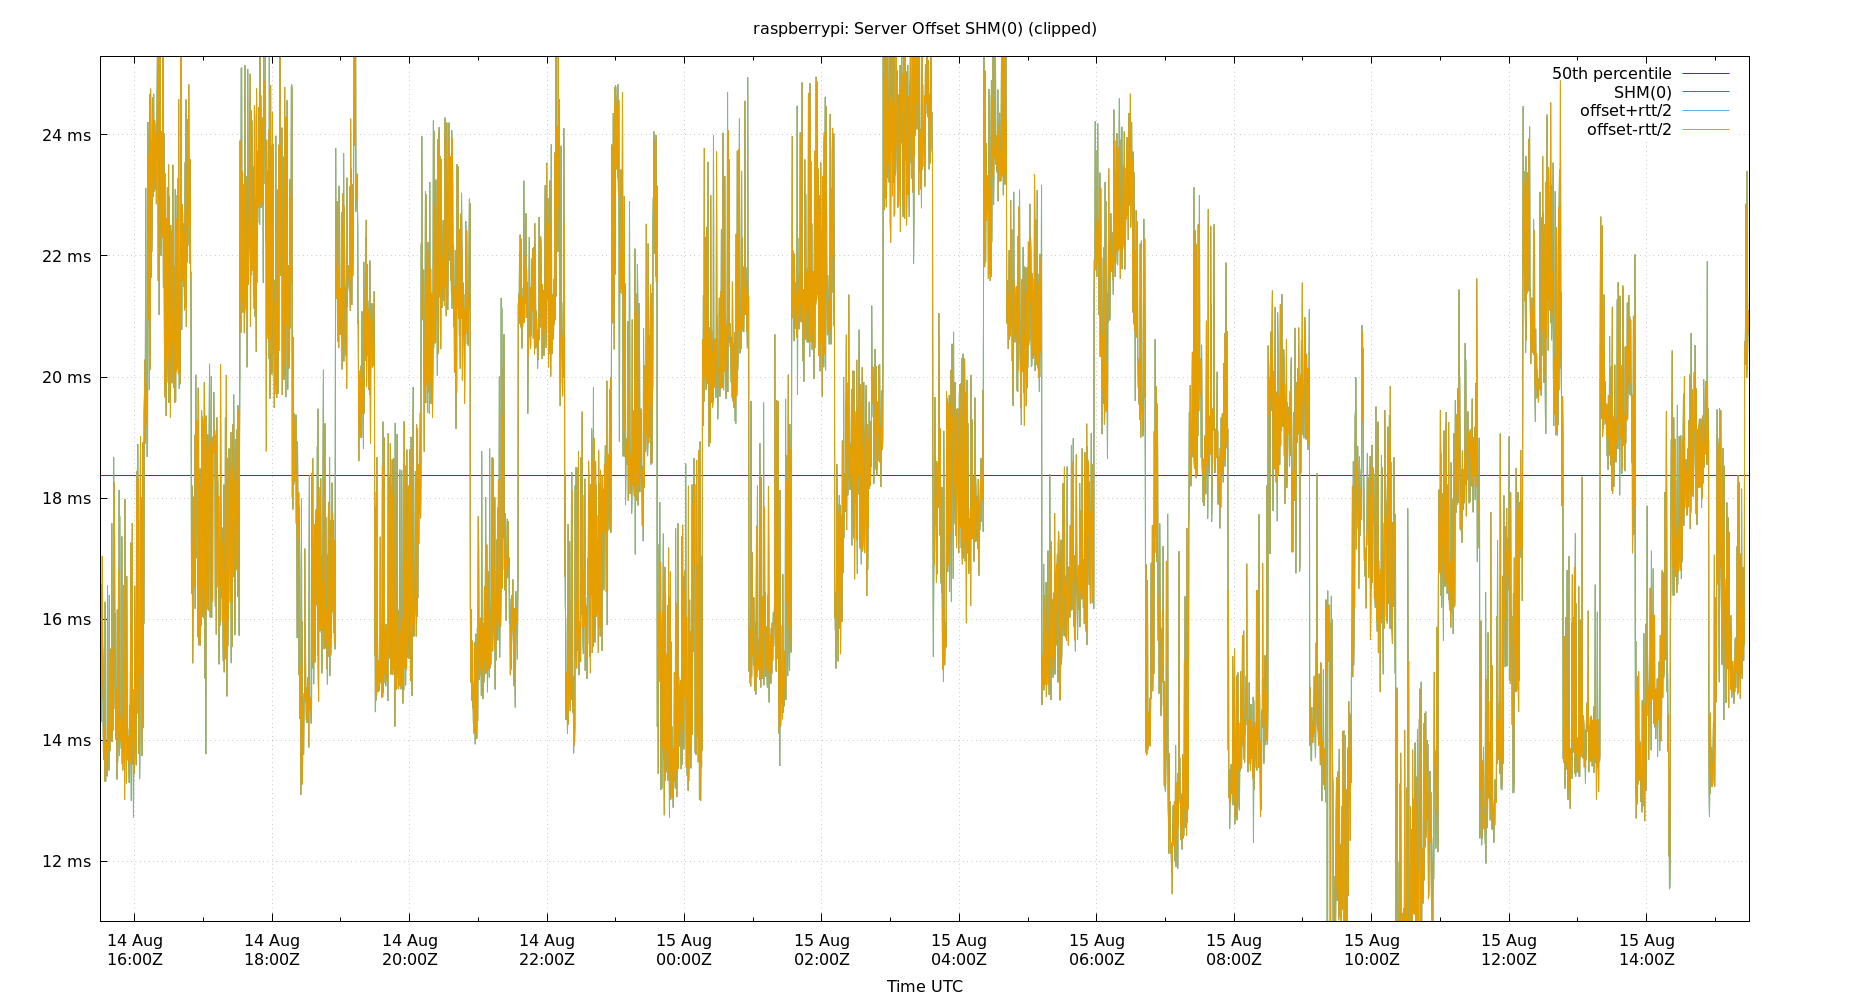 raspberrypi: Server Offset SHM(0) (clipped)
50th percentile
SHM(0)
offset+rtt/2
offset-rtt/2
24 ms
22 ms
20 ms
18 ms
16 ms
14 ms
12 ms
14 Aug 14 Aug 14 Aug 14 Aug 15 Aug 15 Aug 15 Aug 15 Aug 15 Aug 15 Aug 15 Aug 15 Aug
16:00Z 18:00Z 20:00Z 22:00Z 00:00Z 02:00Z 04:00Z 06:00Z 08:00Z 10:00Z 12:00Z 14:00Z
Time UTC